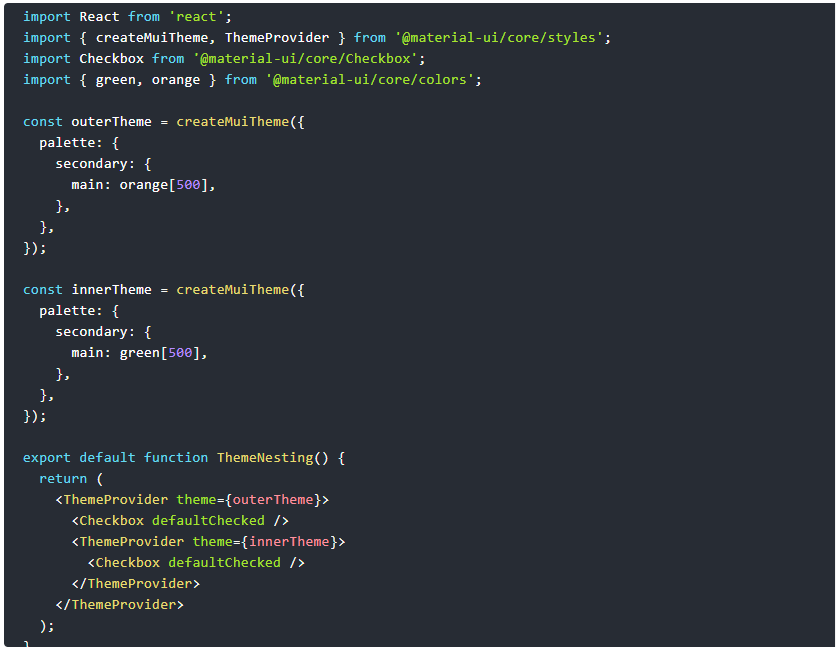 import React from 'react';
import { createMuiTheme, ThemeProvider } from '@material-ui/core/styles';
import Checkbox from '@material-ui/core/Checkbox';
import { green, orange } from '@material-ui/core/colors';

const outerTheme = createMuiTheme({
  palette: {
    secondary: {
      main: orange[500],
    },
  },
});

const innerTheme = createMuiTheme({
  palette: {
    secondary: {
      main: green[500],
    },
  },
});

export default function ThemeNesting() {
  return (
    <ThemeProvider theme={outerTheme}>
      <Checkbox defaultChecked />
      <ThemeProvider theme={innerTheme}>
        <Checkbox defaultChecked />
      </ThemeProvider>
    </ThemeProvider>
  );
}